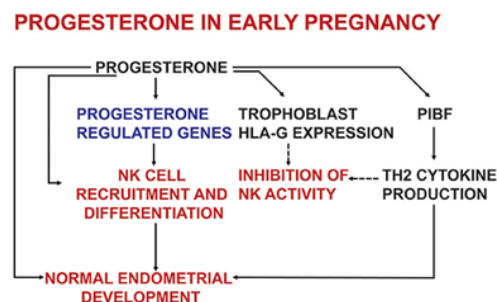 PROGESTERONE IN EARLY PREGNANCY
PROGESTERONE
PROGESTERONE
REGULATED GENES
TROPHOBLAST
HLA-G EXPRESSION
PIBF
NK CELL
RECRUITMENT AND
DIFFERENTIATION
INHIBITION OF
NK ACTIVITY
TH2 CYTOKINE
PRODUCTION
NORMAL ENDOMETRIAL
DEVELOPMENT